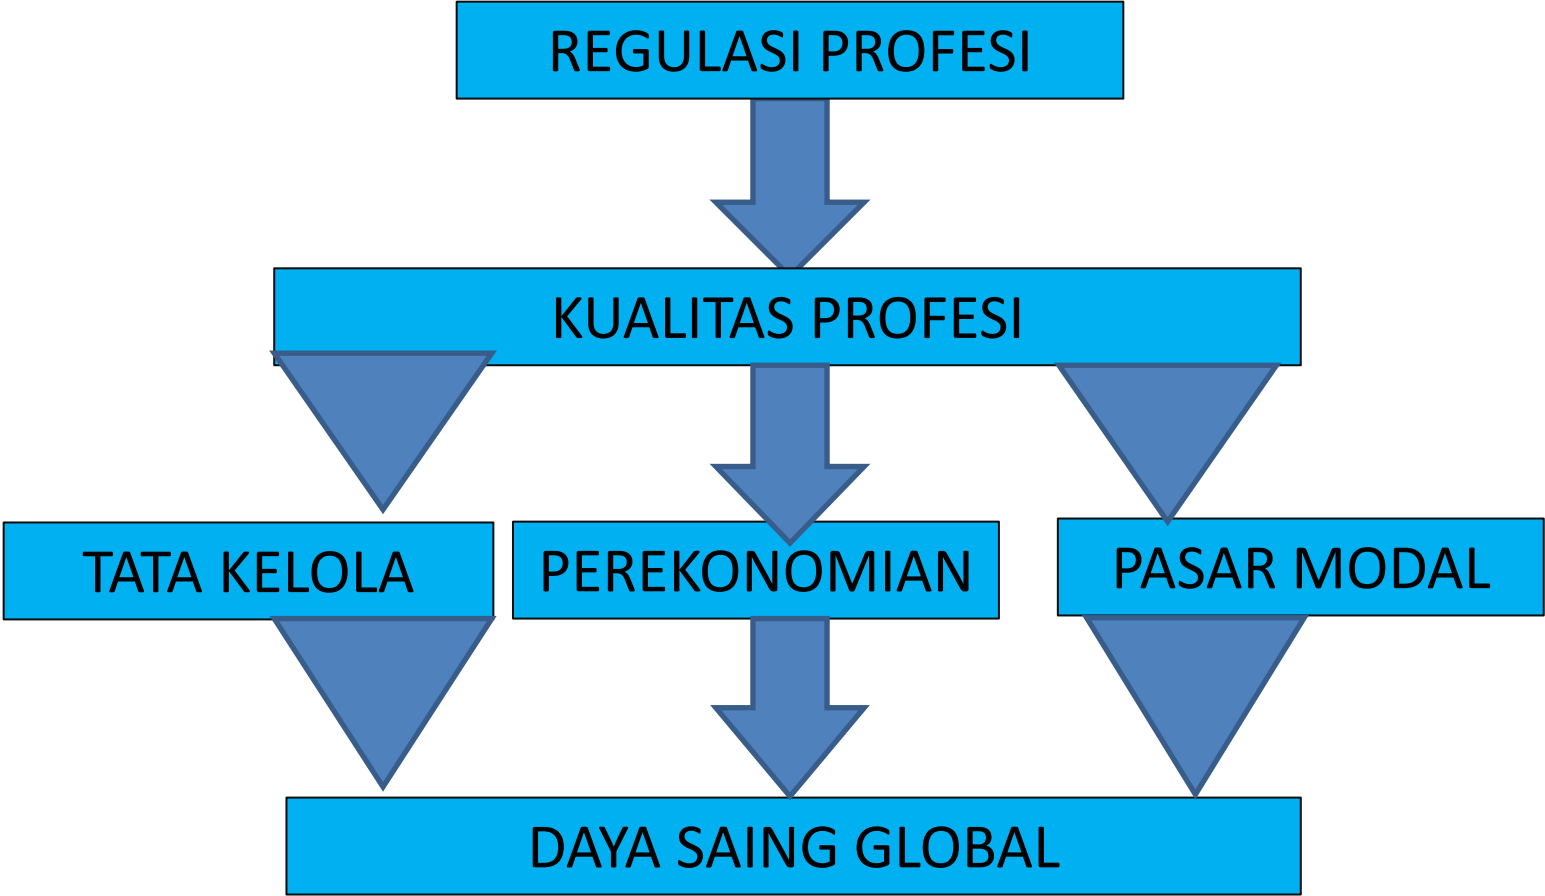 REGULASI PROFESI
KUALITAS PROFESI
TATA KELOLA
PEREKONOMIAN
PASAR MODAL
DAYA SAING GLOBAL